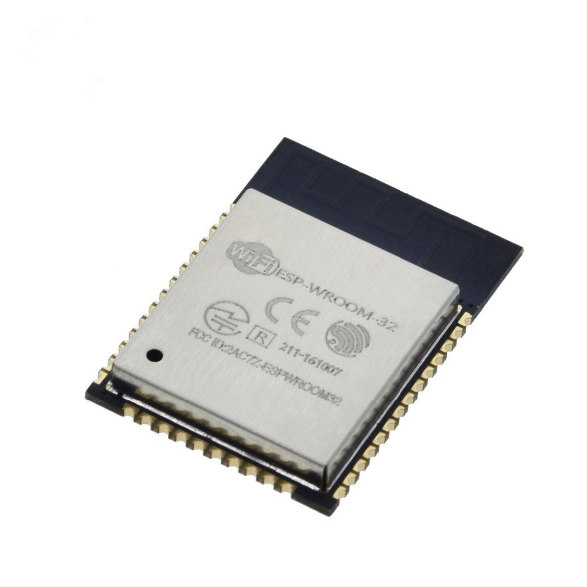 WiFi ESP-WROOM-32
CE
R 211-161007
FCC ID:2AC7Z-ESPWROOM32